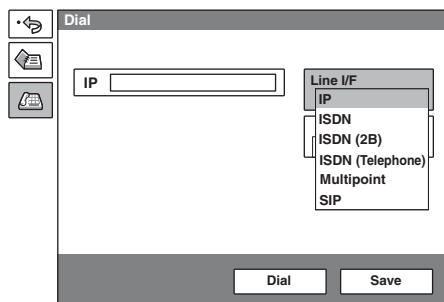 Dial
IP
Line I/F
IP
ISDN
ISDN (2B)
ISDN (Telephone)
Multipoint
SIP
Dial
Save